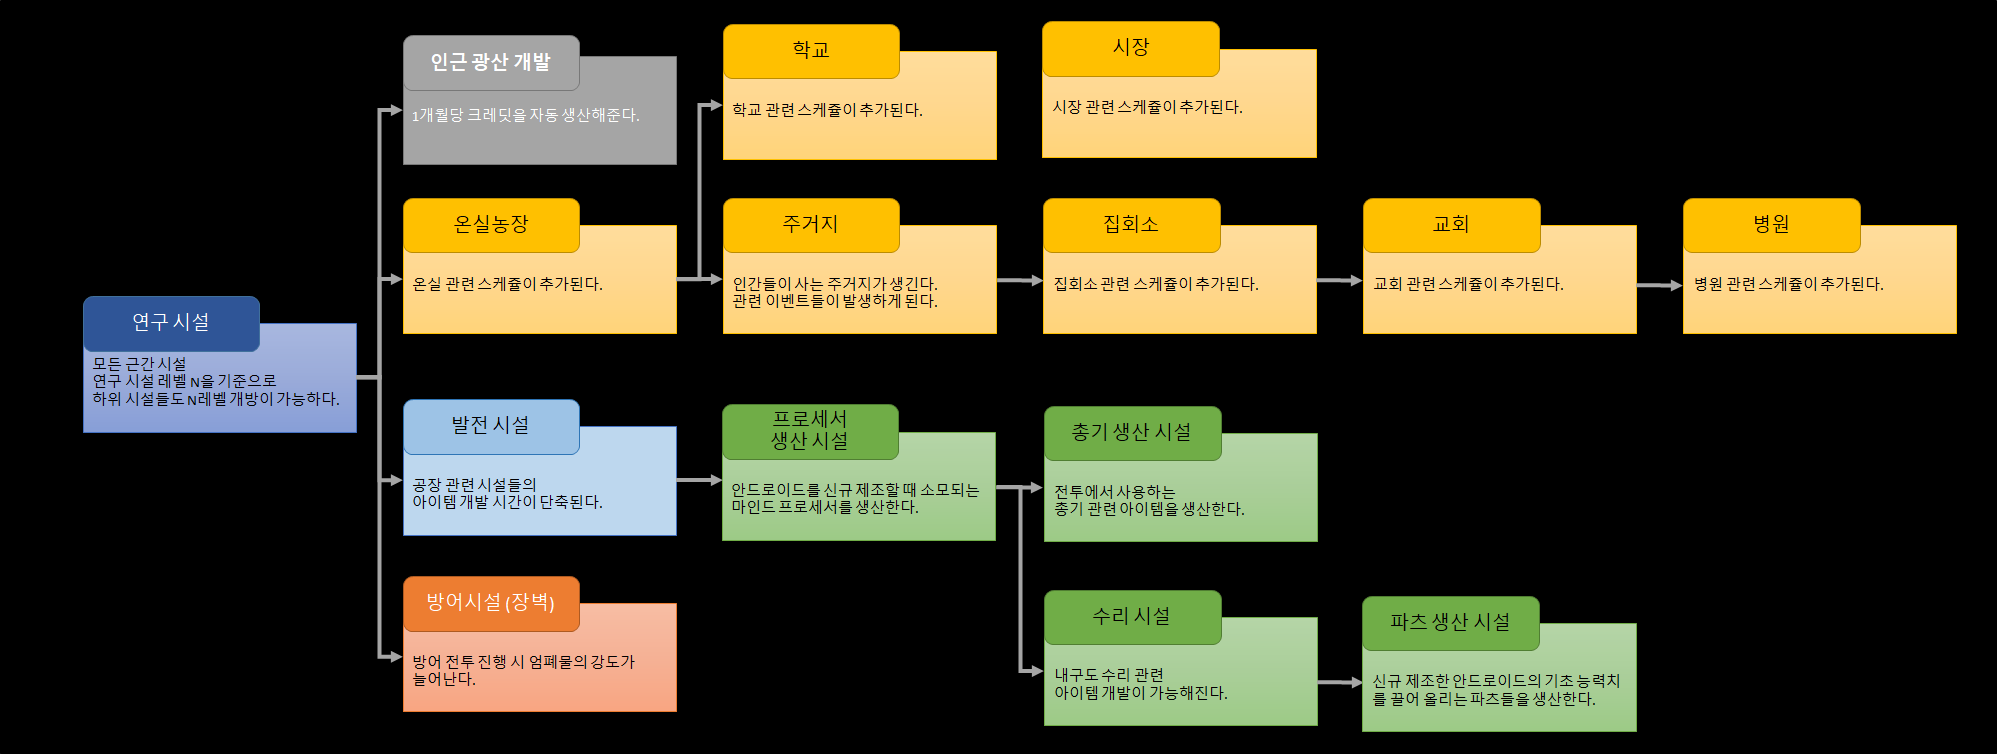 인근 광산 개발
1개월당 크레딧을 자동 생산해준다.
학교
학교 관련 스케쥴이 추가된다.
시장
시장 관련 스케쥴이 추가된다.
온실농장
온실 관련 스케쥴이 추가된다.
주거지
인간들이 사는 주거지가 생긴다.
관련 이벤트들이 발생하게 된다.
집회소
집회소 관련 스케쥴이 추가된다.
교회
교회 관련 스케쥴이 추가된다.
병원
병원 관련 스케쥴이 추가된다.
연구 시설
모든 근간 시설
연구 시설 레벨 N을 기준으로
하위 시설들도 N레벨 개방이 가능하다.
발전 시설
공장 관련 시설들의
아이템 개발 시간이 단축된다.
프로세서
생산 시설
안드로이드를 신규 제조할 때 소모되는
마인드 프로세서를 생산한다.
총기 생산 시설
전투에서 사용하는
총기 관련 아이템을 생산한다.
방어시설 (장벽)
방어 전투 진행 시 엄폐물의 강도가
늘어난다.
수리 시설
내구도 수리 관련
아이템 개발이 가능해진다.
파츠 생산 시설
신규 제조한 안드로이드의 기초 능력치
를 끌어 올리는 파츠들을 생산한다.